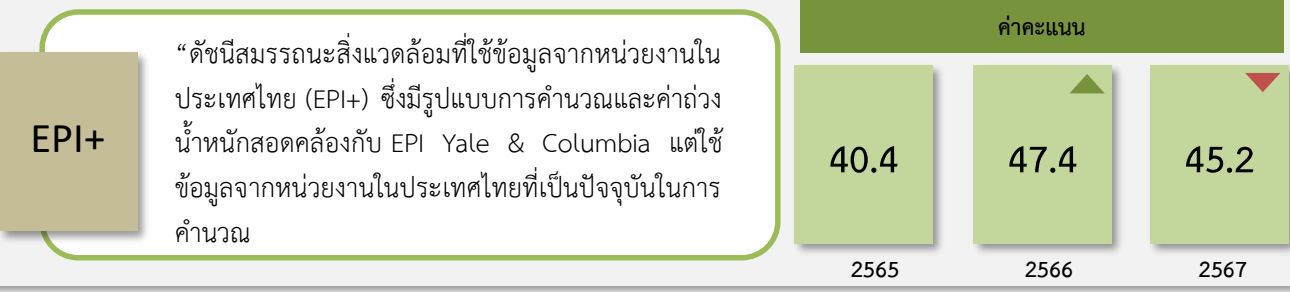 EPI+
“ดัชนีสมรรถนะสิ่งแวดล้อมที่ใช้ข้อมูลจากหน่วยงานใน
ประเทศไทย (EPI+) ซึ่งมีรูปแบบการคำนวณและค่าถ่วง
น้ำหนักสอดคล้องกับ EPI Yale & Columbia แต่ใช้
ข้อมูลจากหน่วยงานในประเทศไทยที่เป็นปัจจุบันในการ
คำนวณ
ค่าคะแนน
40.4 47.4 45.2
2565 2566 2567